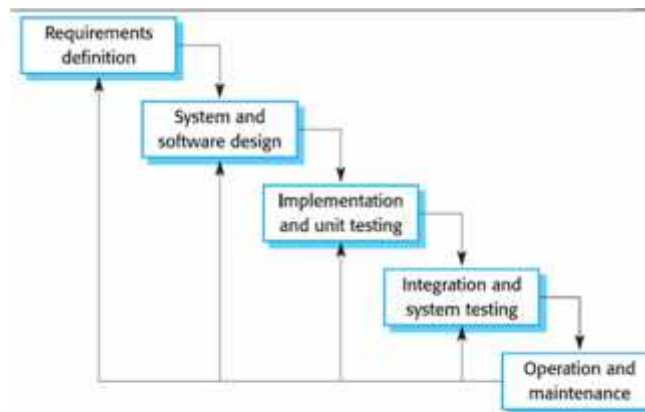 Requirements
definition
System and
software design
Implementation
and unit testing
Integration and
system testing
Operation and
maintenance